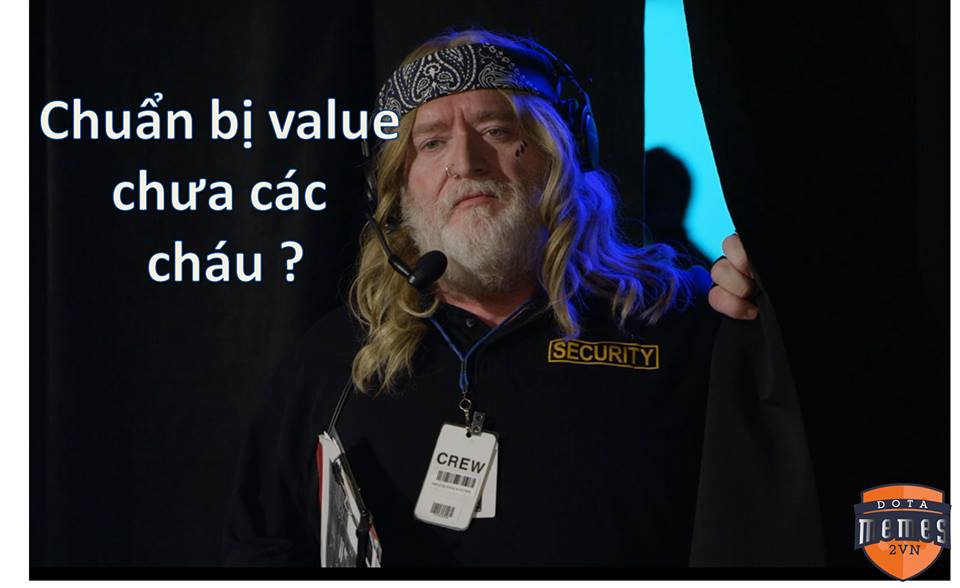 Chuẩn bị value
chưa các
cháu ?
SECURITY
CREW
DOTA
memes
2VN